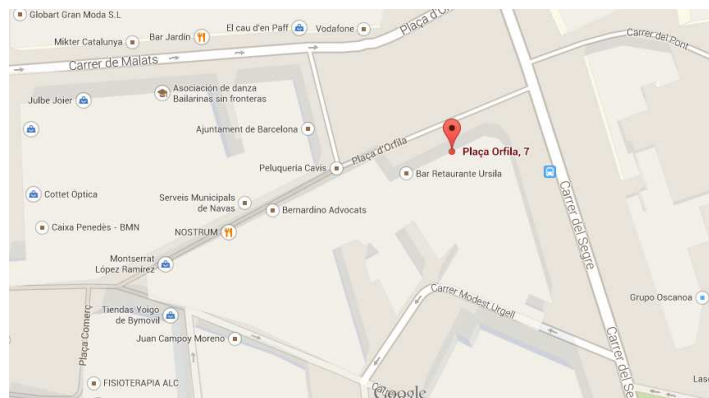 Globart Gran Moda S.L
El cau d'en Paff
Vodafone
Plaça d'O
Mikter Catalunya
Bar Jardín
Carrer del Pont
Carrer de Malats
Julbe Joier
Asociación de danza
Bailarinas sin fronteras
Ajuntament de Barcelona
Plaça d'Orfila
Plaça Orfila, 7
Peluquería Cavis
Bar Retaurante Ursila
Cottet Optica
Serveis Municipals
de Navas
Bernardino Advocats
Caixa Penedès - BMN
NOSTRUM
Carrer del Segre
Montserrat
López Ramírez
Carrer Modest Urgell
Grupo Oscanoa
Tiendas Yoigo
de Bymovil
Plaça Comerç
Juan Campoy Moreno
Carrer del Se
FISIOTERAPIA ALC
Las
Carre
Google